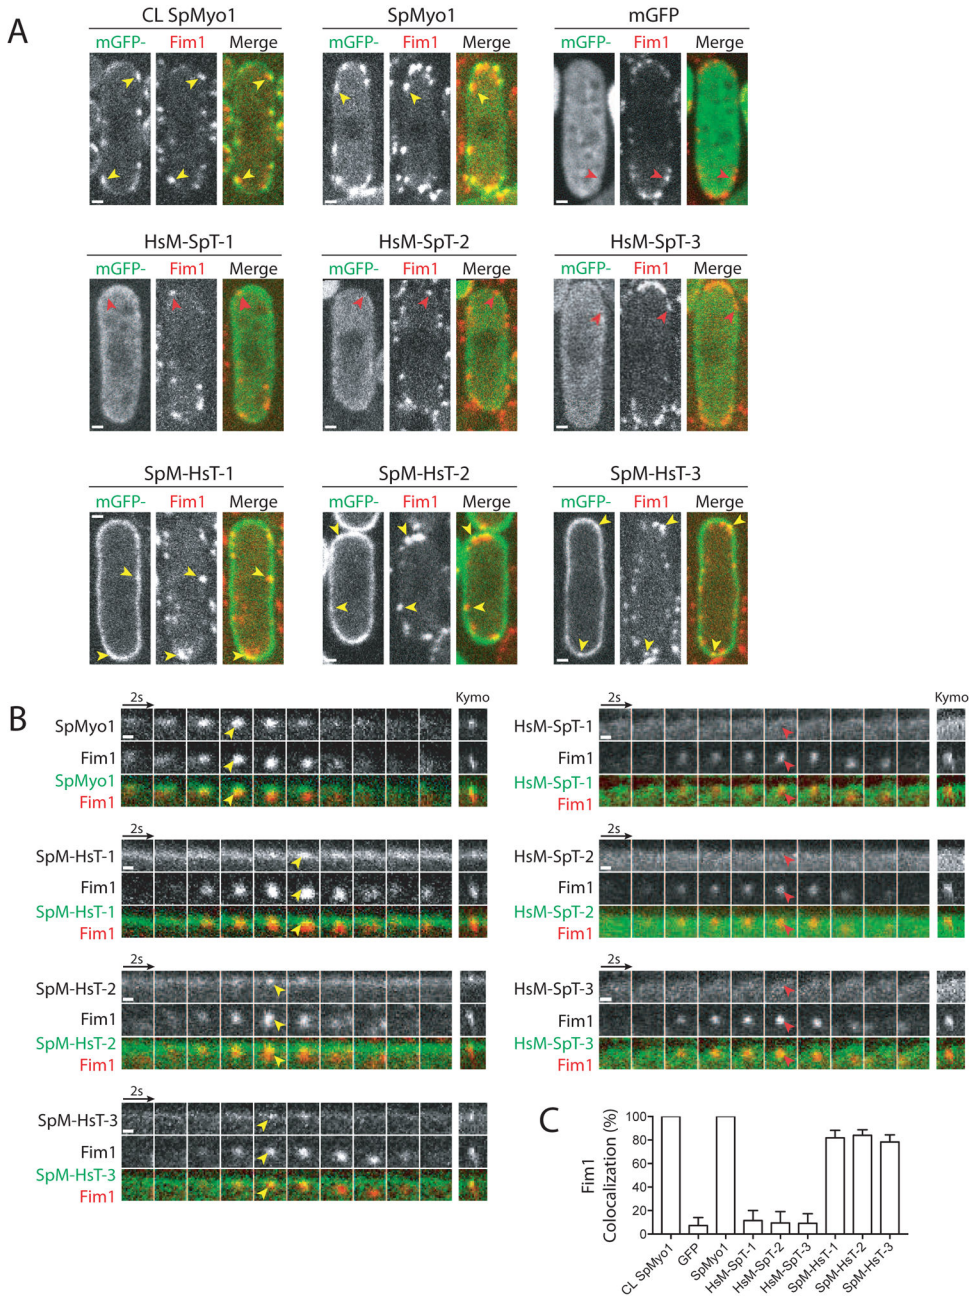 A
CL SpMyo1
mGFP- Fim1 Merge
SpMyo1
mGFP- Fim1 Merge
mGFP
mGFP- Fim1 Merge
HsM-SpT-1
mGFP- Fim1 Merge
HsM-SpT-2
mGFP- Fim1 Merge
HsM-SpT-3
mGFP- Fim1 Merge
SpM-HsT-1
mGFP- Fim1 Merge
SpM-HsT-2
mGFP- Fim1 Merge
SpM-HsT-3
mGFP- Fim1 Merge
B
2s
Kymo
SpMyo1
Fim1
SpMyo1
Fim1
2s
SpM-HsT-1
Fim1
SpM-HsT-1
Fim1
2s
SpM-HsT-2
Fim1
SpM-HsT-2
Fim1
2s
SpM-HsT-3
Fim1
SpM-HsT-3
Fim1
2s
Kymo
HsM-SpT-1
Fim1
HsM-SpT-1
Fim1
2s
HsM-SpT-2
Fim1
HsM-SpT-2
Fim1
2s
HsM-SpT-3
Fim1
HsM-SpT-3
Fim1
C
Fim1
Colocalization (%)
100
80
60
40
20
0
CL SpMyo1
GFP
SpMyo1
HsM-SpT-1
HsM-SpT-2
HsM-SpT-3
SpM-HsT-1
SpM-HsT-2
SpM-HsT-3